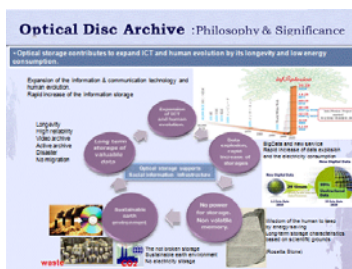 Optical Disc Archive :Philosophy & Significance
•Optical storage contributes to expand ICT and human evolution by its longevity and low energy
consumption.
Expansion of the Information & communication technology and
human evolution.
Rapid Increase of the Information storage
Expansion
of ICT
and human
evolution.
Longevity
High reliability
Video archive
Active archive
Disaster
No migration
Long term
storage of
valuable
data
Data
explosion,
rapid
increase of
storages
Optical storage supports
Social information infrastructure
BigData and new service
Rapid increase of data explosion
and the electricity consumption
Sustainable
earth
environment.
No power
for storage.
Non volatile
memory.
Wisdom of the human to keep
by energy saving
Long-term storage characteristics
based on scientific grounds
(Rosetta Stone)
The not broken storage
Sustainable earth environment
No electricity storage
waste
CO2